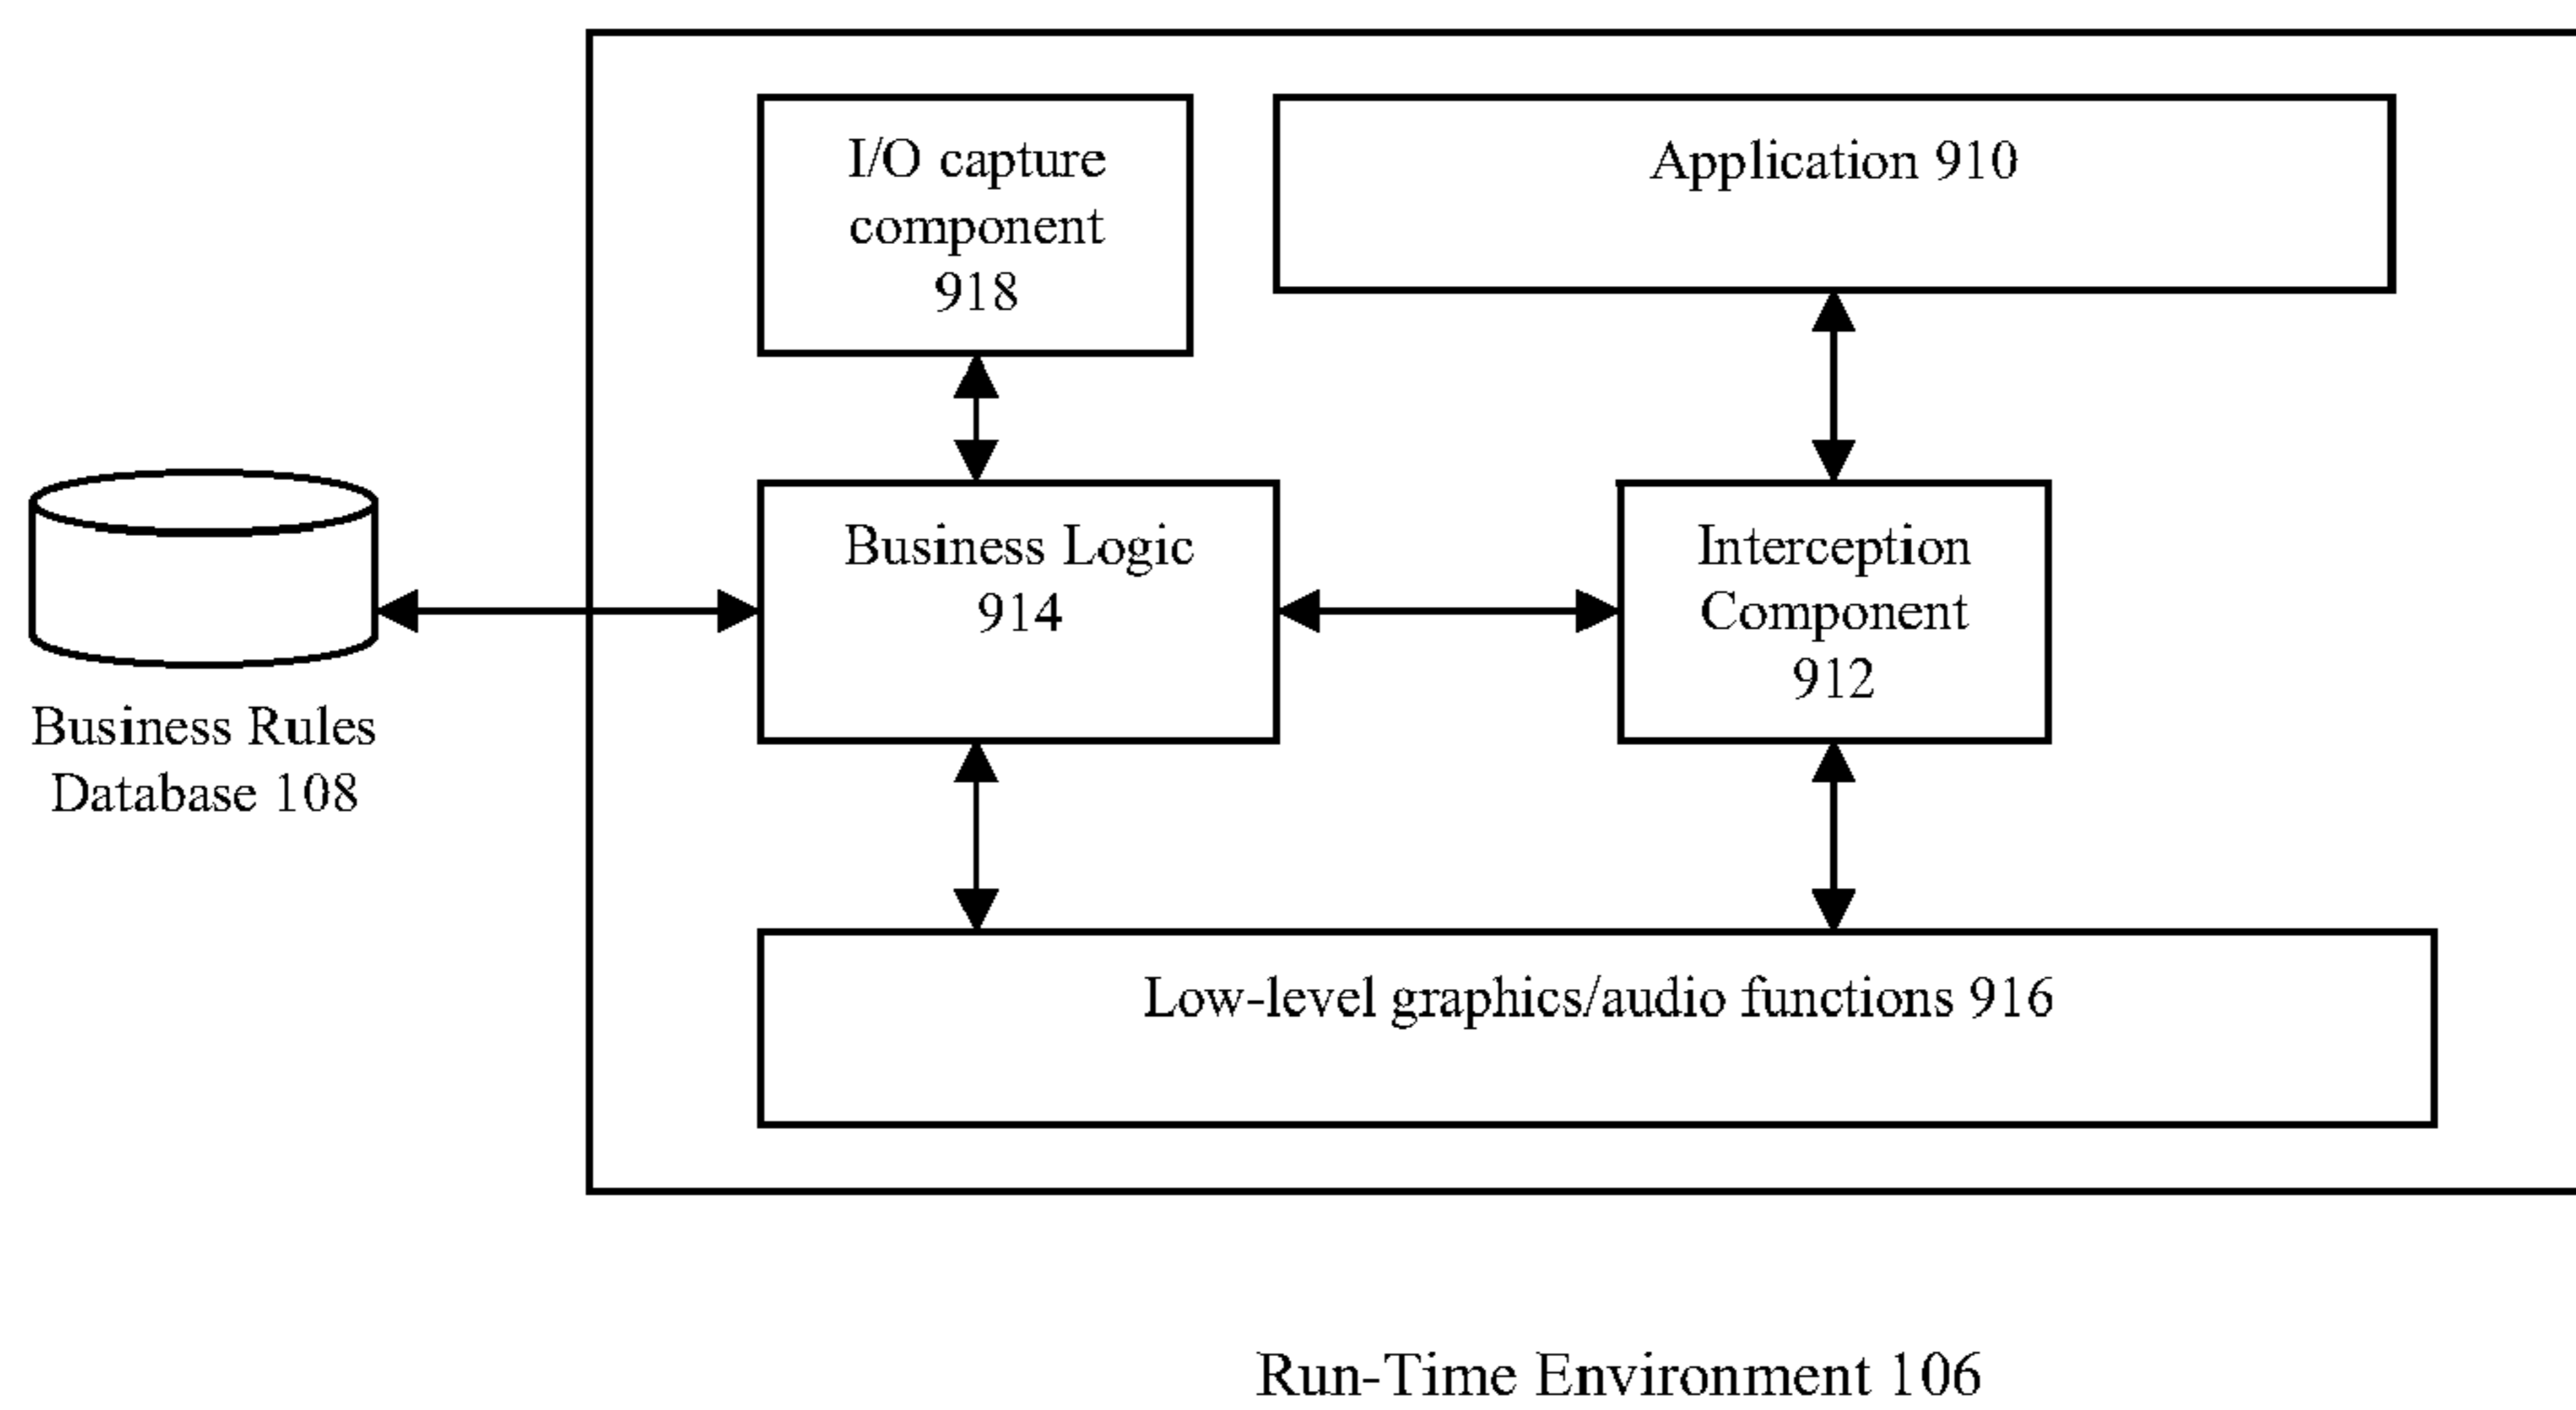 I/O capture
component
918
Application 910
Business Logic
914
Interception
Component
912
Business Rules
Database 108
Low-level graphics/audio functions 916
Run-Time Environment 106